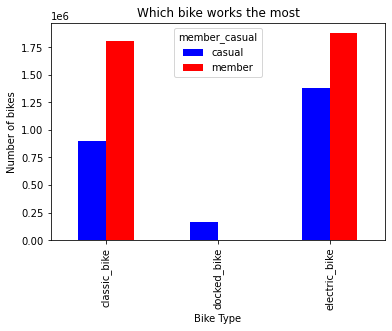 Which bike works the most
1e6
member_casual
casual
member
1.75
1.50
1.25
1.00
0.75
0.50
0.25
0.00
Number of bikes
classic_bike
docked_bike
electric_bike
Bike Type